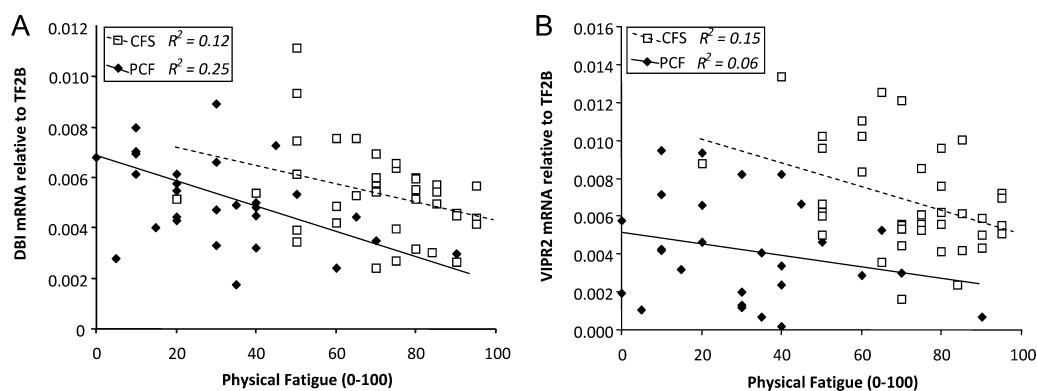 A
CFS R² = 0.12
PCF R² = 0.25
DBI mRNA relative to TF2B
0.012
0.010
0.008
0.006
0.004
0.002
0
0 20 40 60 80 100
Physical Fatigue (0-100)
B
CFS R² = 0.15
PCF R² = 0.06
VIPR2 mRNA relative to TF2B
0.016
0.014
0.012
0.010
0.008
0.006
0.004
0.002
0.000
0 20 40 60 80 100
Physical Fatigue (0-100)